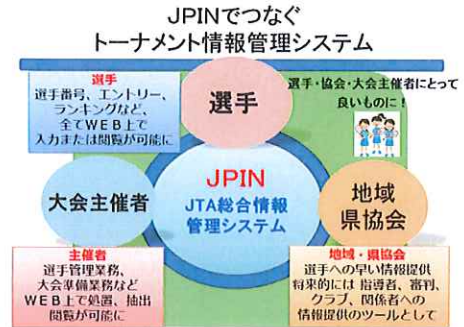 JPINでつなぐ
トーナメント情報管理システム
選手
選手番号、エントリー、
ランキングなど、
全てWEB上で
入力または閲覧が可能に
選手
選手・協会・大会主催者にとって
良いものに！
大会主催者
JPIN
JTA総合情報
管理システム
地域
県協会
主催者
選手管理業務、
大会準備業務など
WEB上で処置、抽出
閲覧が可能に
地域・県協会
選手への早い情報提供
将来的には 指導者、審判、
クラブ、関係者への
情報提供のツールとして